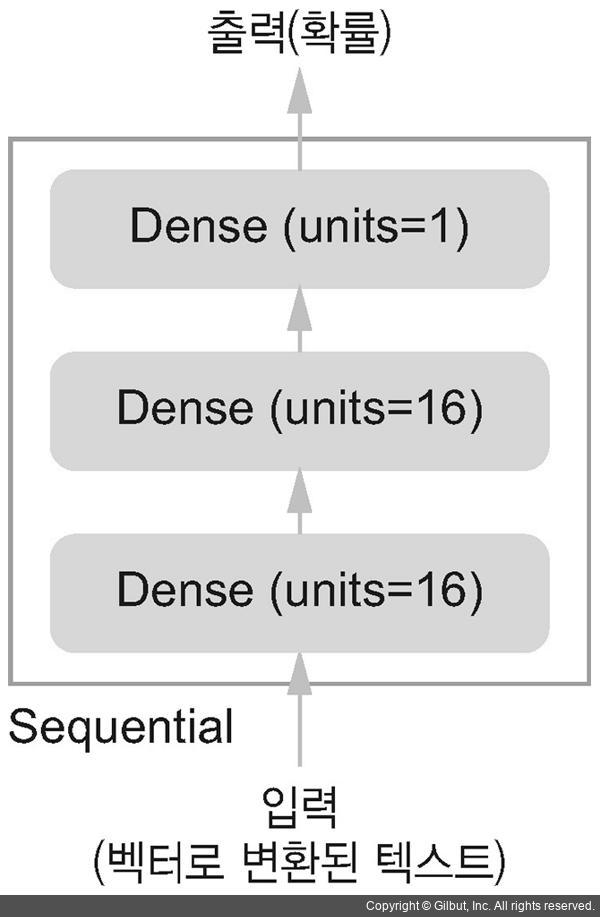 출력(확률)
Dense (units=1)
Dense (units=16)
Dense (units=16)
Sequential
입력
(벡터로 변환된 텍스트)
Copyright © Gilbut, Inc. All rights reserved.